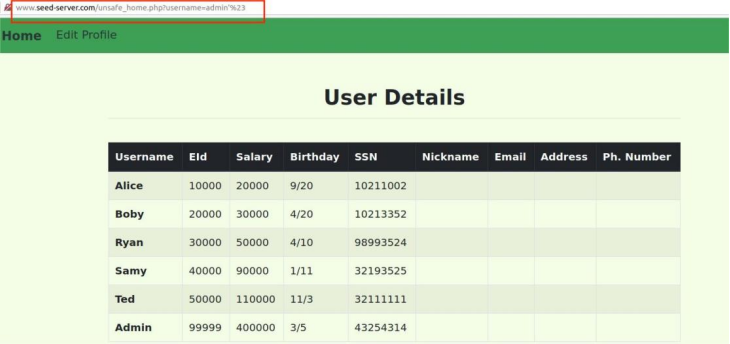 www.seed-server.com/unsafe_home.php?username=admin'%23
Home Edit Profile
User Details
Username EId Salary Birthday SSN Nickname Email Address Ph. Number
Alice 10000 20000 9/20 10211002
Boby 20000 30000 4/20 10213352
Ryan 30000 50000 4/10 98993524
Samy 40000 90000 1/11 32193525
Ted 50000 110000 11/3 32111111
Admin 99999 400000 3/5 43254314